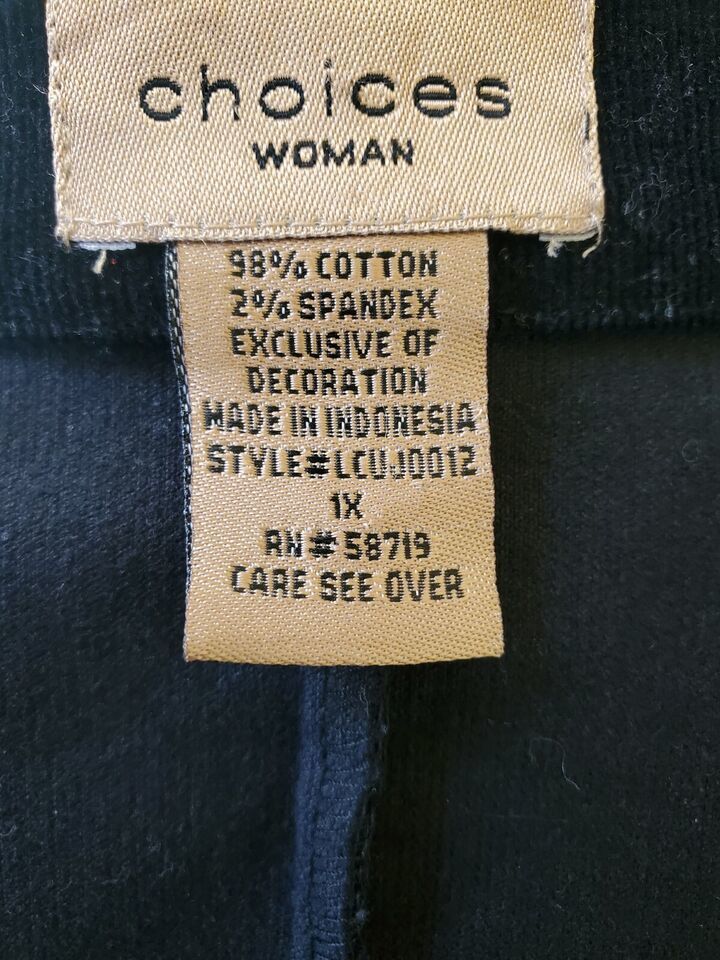 choices
WOMAN
98% COTTON
2% SPANDEX
EXCLUSIVE OF
DECORATION
MADE IN INDONESIA
STYLE#LCUJ0012
1X
RN#58719
CARE SEE OVER